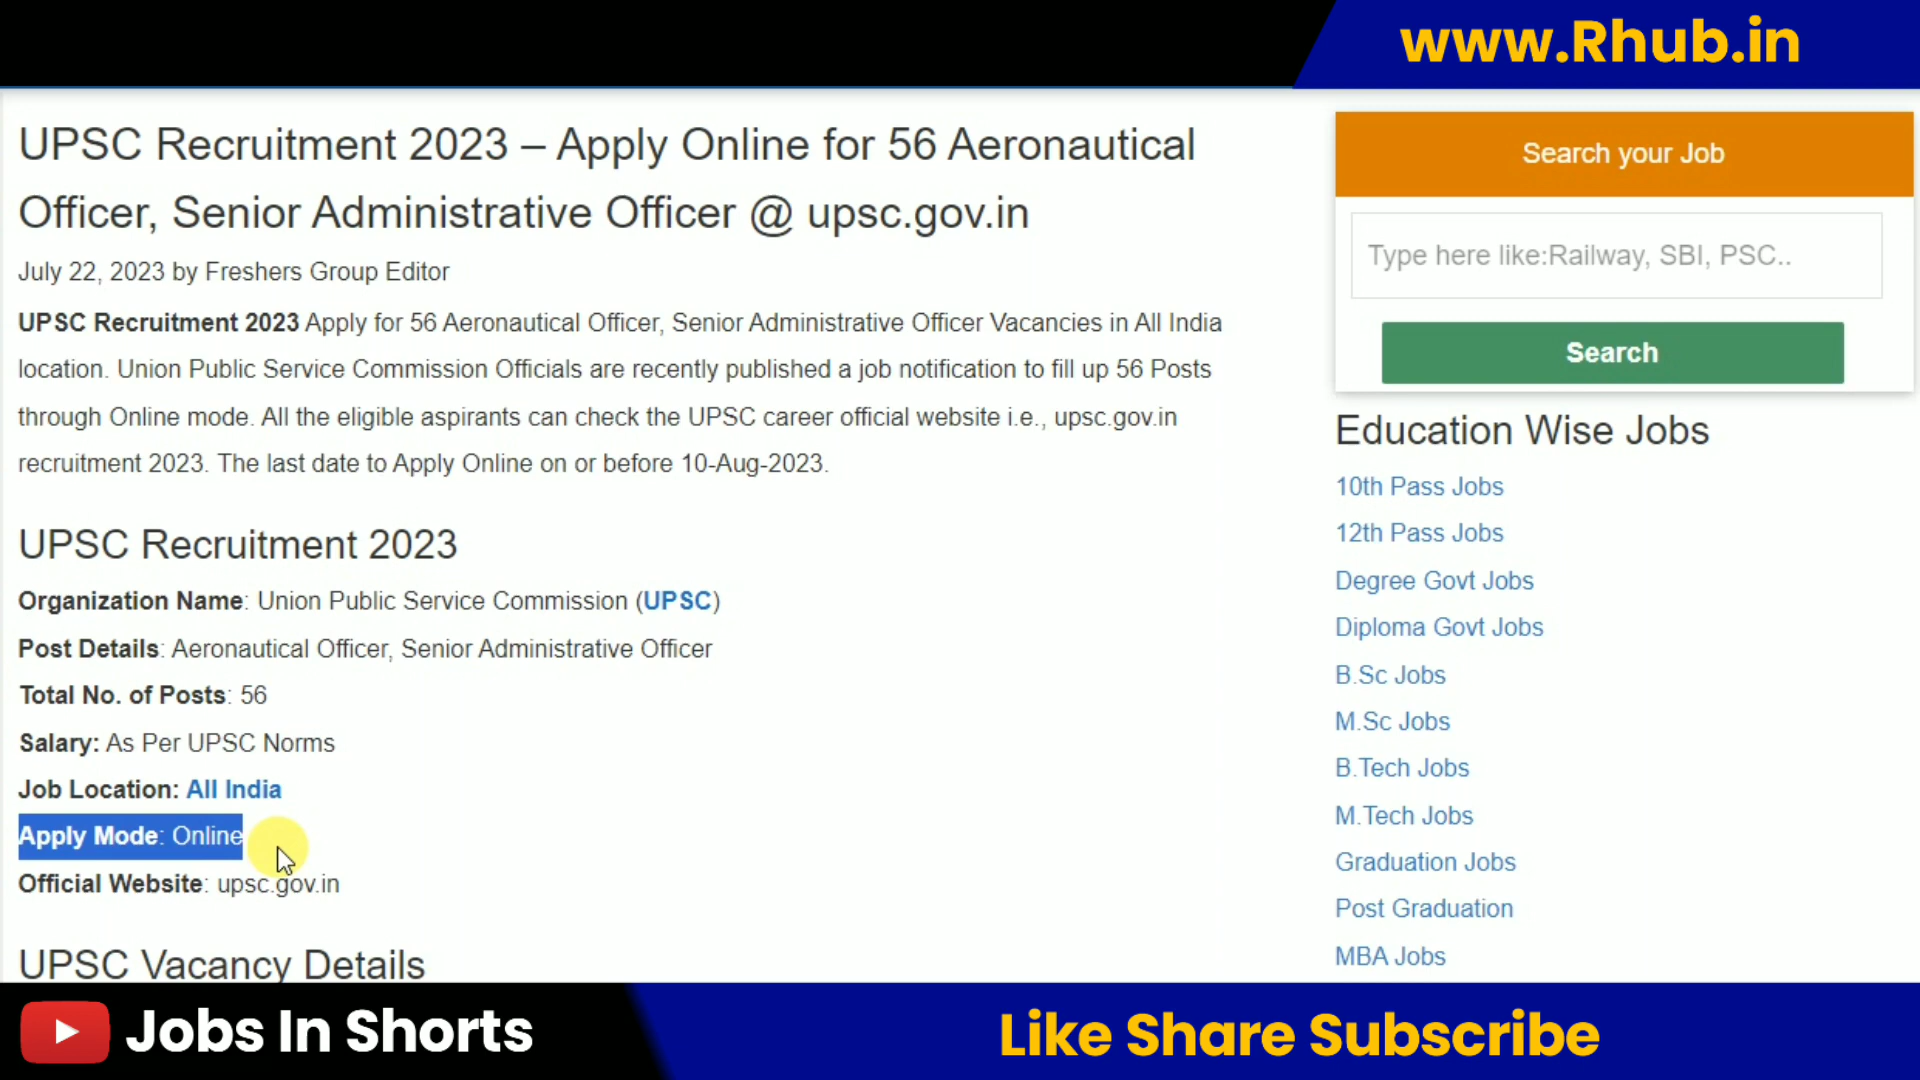 www.Rhub.in
UPSC Recruitment 2023 – Apply Online for 56 Aeronautical
Officer, Senior Administrative Officer @ upsc.gov.in
July 22, 2023 by Freshers Group Editor
UPSC Recruitment 2023 Apply for 56 Aeronautical Officer, Senior Administrative Officer Vacancies in All India
location. Union Public Service Commission Officials are recently published a job notification to fill up 56 Posts
through Online mode. All the eligible aspirants can check the UPSC career official website i.e., upsc.gov.in
recruitment 2023. The last date to Apply Online on or before 10-Aug-2023.
UPSC Recruitment 2023
Organization Name: Union Public Service Commission (UPSC)
Post Details: Aeronautical Officer, Senior Administrative Officer
Total No. of Posts: 56
Salary: As Per UPSC Norms
Job Location: All India
Apply Mode: Online
Official Website: upsc.gov.in
UPSC Vacancy Details
Search your Job
Type here like:Railway, SBI, PSC..
Search
Education Wise Jobs
10th Pass Jobs
12th Pass Jobs
Degree Govt Jobs
Diploma Govt Jobs
B.Sc Jobs
M.Sc Jobs
B.Tech Jobs
M.Tech Jobs
Graduation Jobs
Post Graduation
MBA Jobs
Jobs In Shorts
Like Share Subscribe